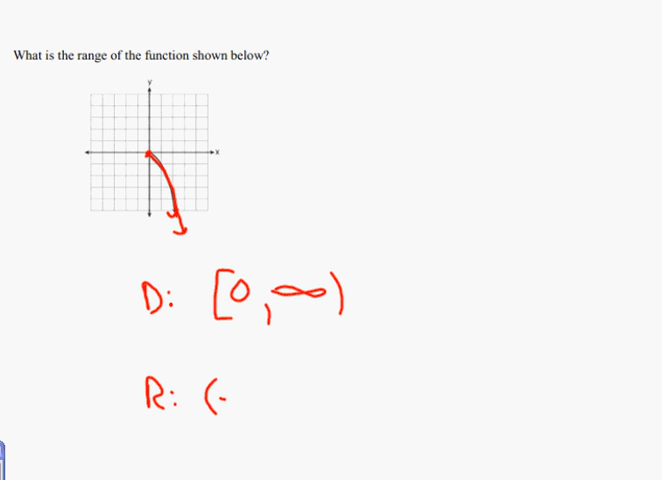 What is the range of the function shown below?
y
x
D: [0,∞)
R: (-